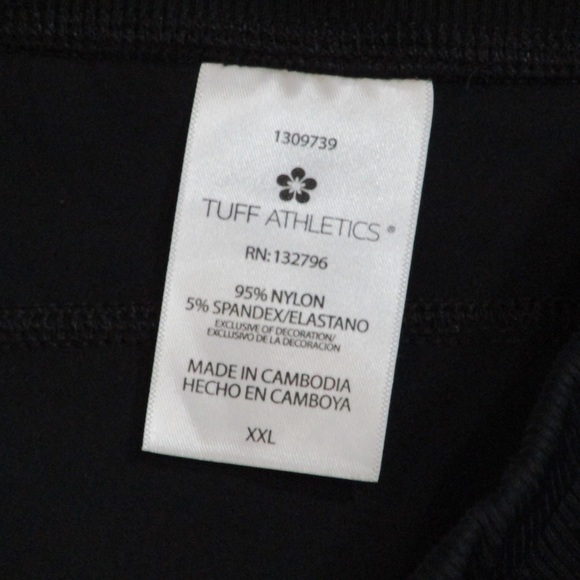 1309739
TUFF ATHLETICS®
RN: 132796
95% NYLON
5% SPANDEX/ELASTANO
EXCLUSIVE OF DECORATION/
EXCLUSIVO DE LA DECORACIÓN
MADE IN CAMBODIA
HECHO EN CAMBOYA
XXL